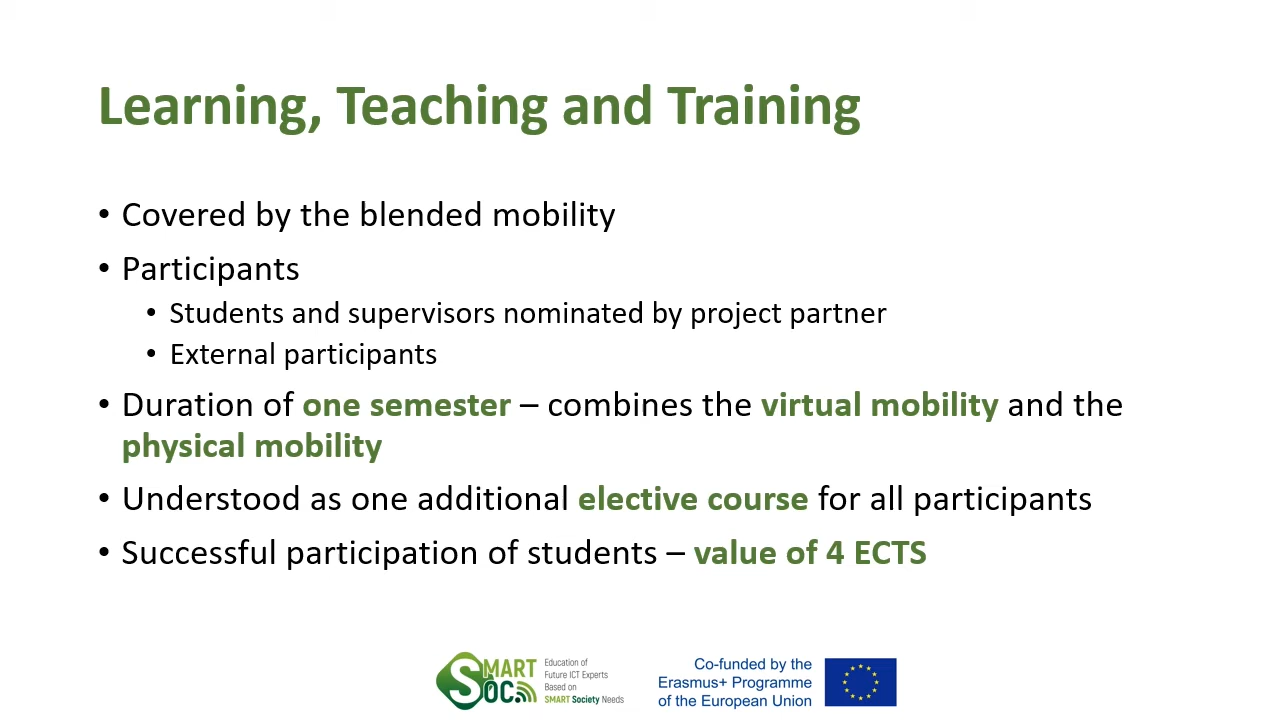 Learning, Teaching and Training
• Covered by the blended mobility
• Participants
• Students and supervisors nominated by project partner
• External participants
• Duration of one semester – combines the virtual mobility and the
physical mobility
• Understood as one additional elective course for all participants
• Successful participation of students – value of 4 ECTS
SMART
SOC
Education of
Future ICT Experts
Based on
SMART Society Needs
Co-funded by the
Erasmus+ Programme
of the European Union